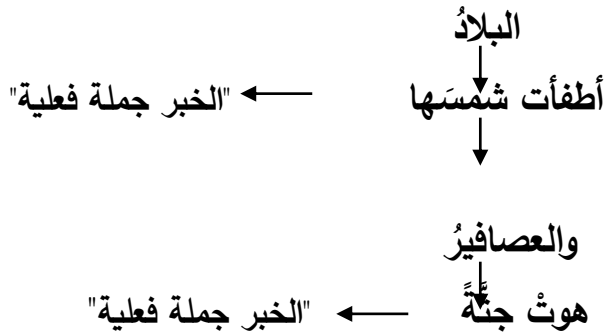 البلادُ
أطفأت شمسَها "الخبر جملة فعلية"
والعصافيرُ
هوتْ جثَّةً "الخبر جملة فعلية"